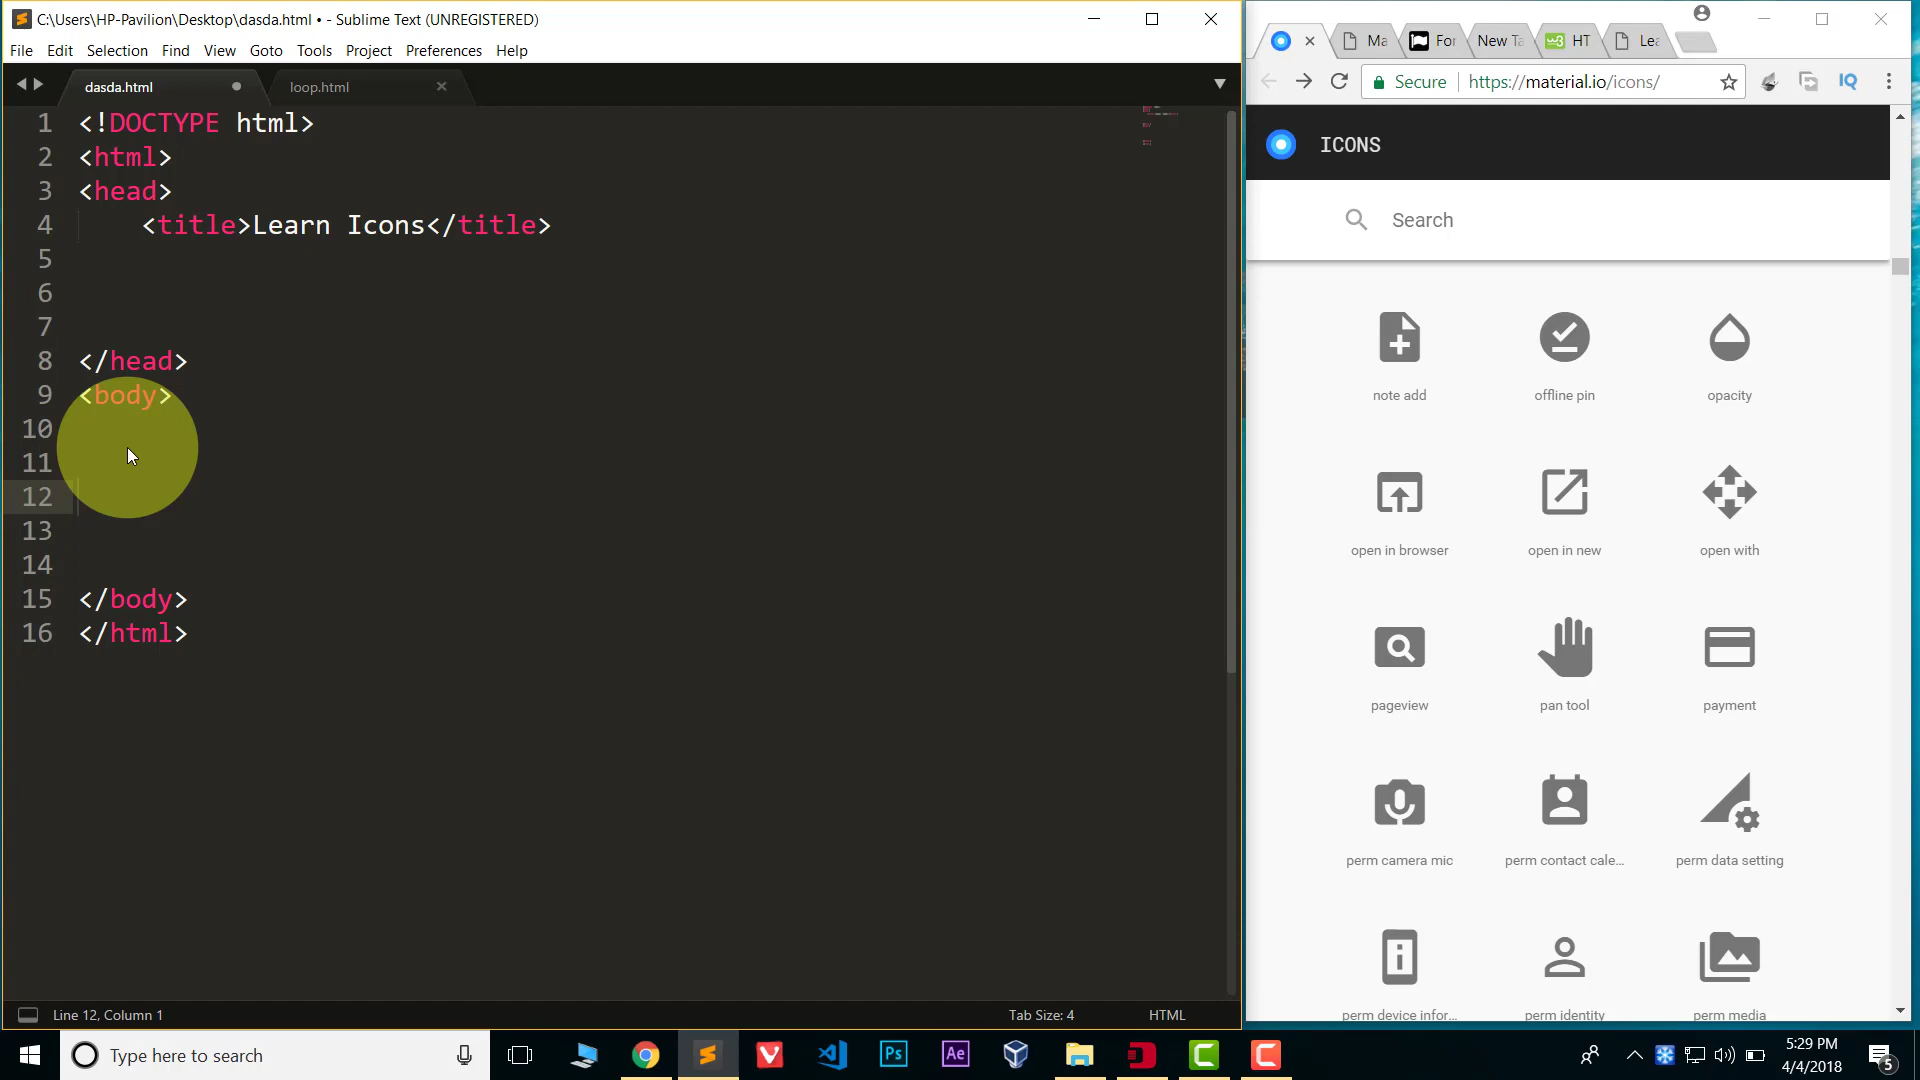 C:\Users\HP-Pavilion\Desktop\dasda.html • - Sublime Text (UNREGISTERED)
File Edit Selection Find View Goto Tools Project Preferences Help
dasda.html
loop.html
1 <!DOCTYPE html>
2 <html>
3 <head>
4 <title>Learn Icons</title>
5
6
7
8 </head>
9 <body>
10
11
12
13
14
15 </body>
16 </html>
Line 12, Column 1
Tab Size: 4
HTML
Ma
For
New Ta
HT
Lea
Secure
https://material.io/icons/
IQ
ICONS
Search
note add
offline pin
opacity
open in browser
open in new
open with
pageview
pan tool
payment
perm camera mic
perm contact cale...
perm data setting
perm device infor...
perm identity
perm media
Type here to search
Ps
Ae
5:29 PM
4/4/2018
5